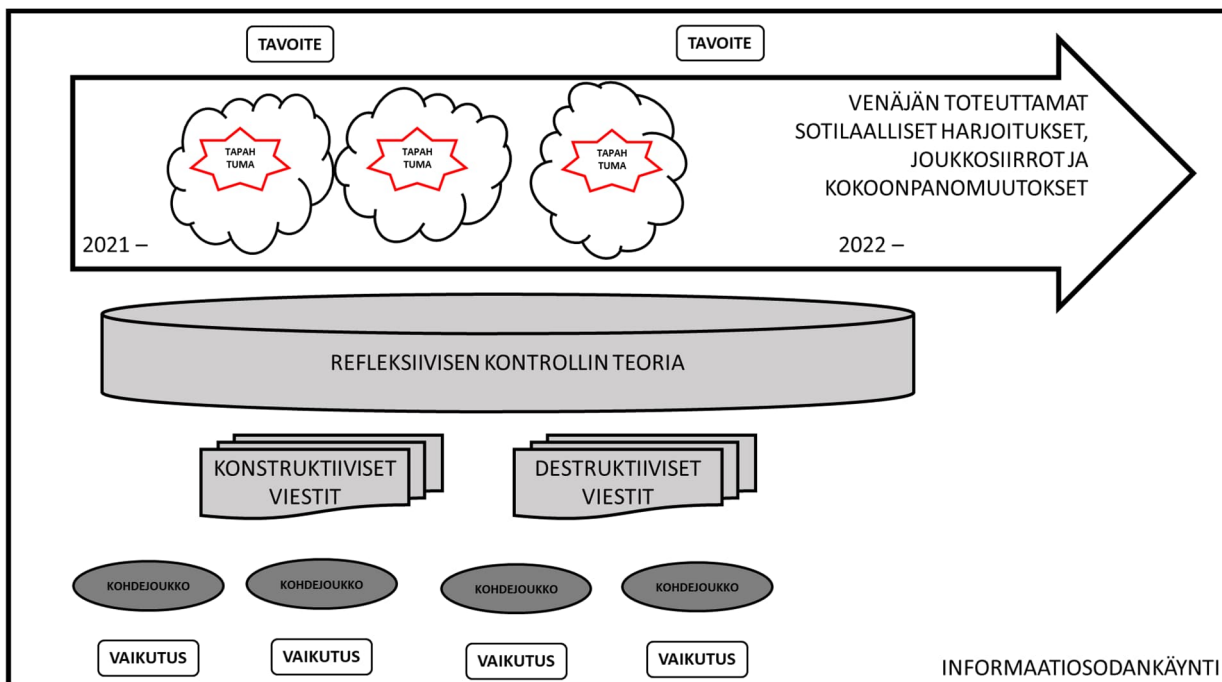 TAVOITE
TAVOITE
VENÄJÄN TOTEUTTAMAT
SOTILAALLISET HARJOITUKSET,
JOUKKOSIIRROT JA
KOKOONPANOMUUTOKSET
TAPAH
TUMA
TAPAH
TUMA
TAPAH
TUMA
2021 –
2022 –
REFLEKSIIVISEN KONTROLLIN TEORIA
KONSTRUKTIIVISET
VIESTIT
DESTRUKTIIVISET
VIESTIT
KOHDEJOUKKO
KOHDEJOUKKO
KOHDEJOUKKO
KOHDEJOUKKO
VAIKUTUS
VAIKUTUS
VAIKUTUS
VAIKUTUS
INFORMAATIOSODANKÄYNTI